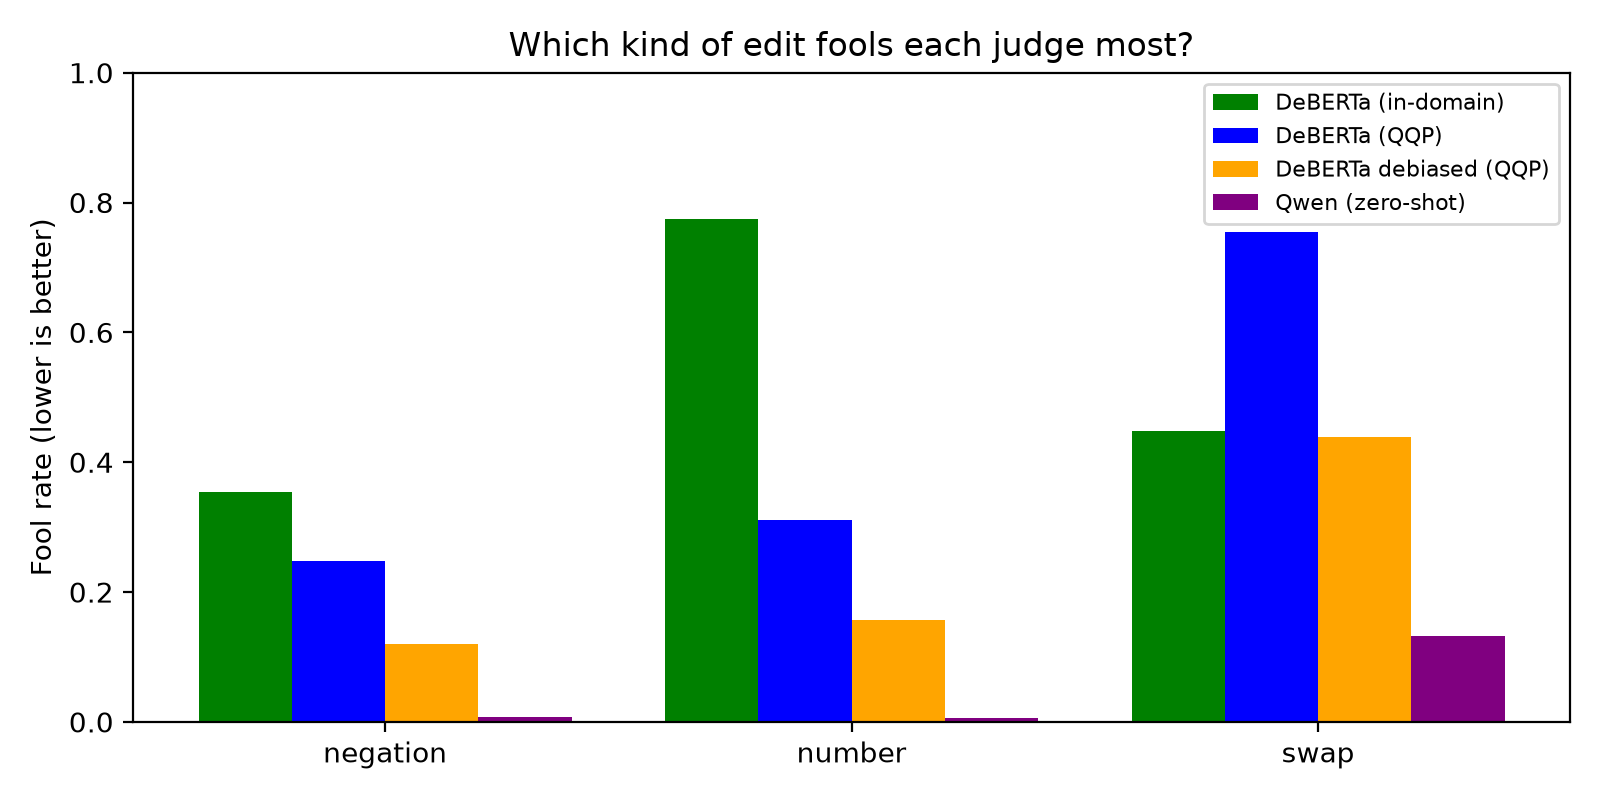 Which kind of edit fools each judge most?
Fool rate (lower is better)
1.0
0.8
0.6
0.4
0.2
0.0
DeBERTa (in-domain)
DeBERTa (QQP)
DeBERTa debiased (QQP)
Qwen (zero-shot)
negation
number
swap